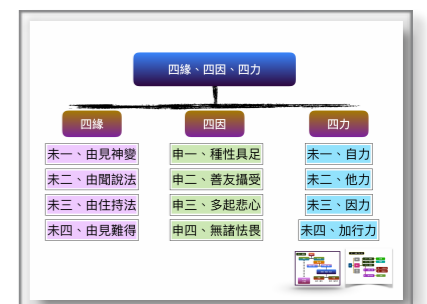 四緣、四因、四力
四緣
四因
四力
未一、由見神變
申一、種性具足
未一、自力
未二、由聞說法
申二、善友攝受
未二、他力
未三、由住持法
申三、多起悲心
未三、因力
未四、由見難得
申四、無諸怯畏
未四、加行力